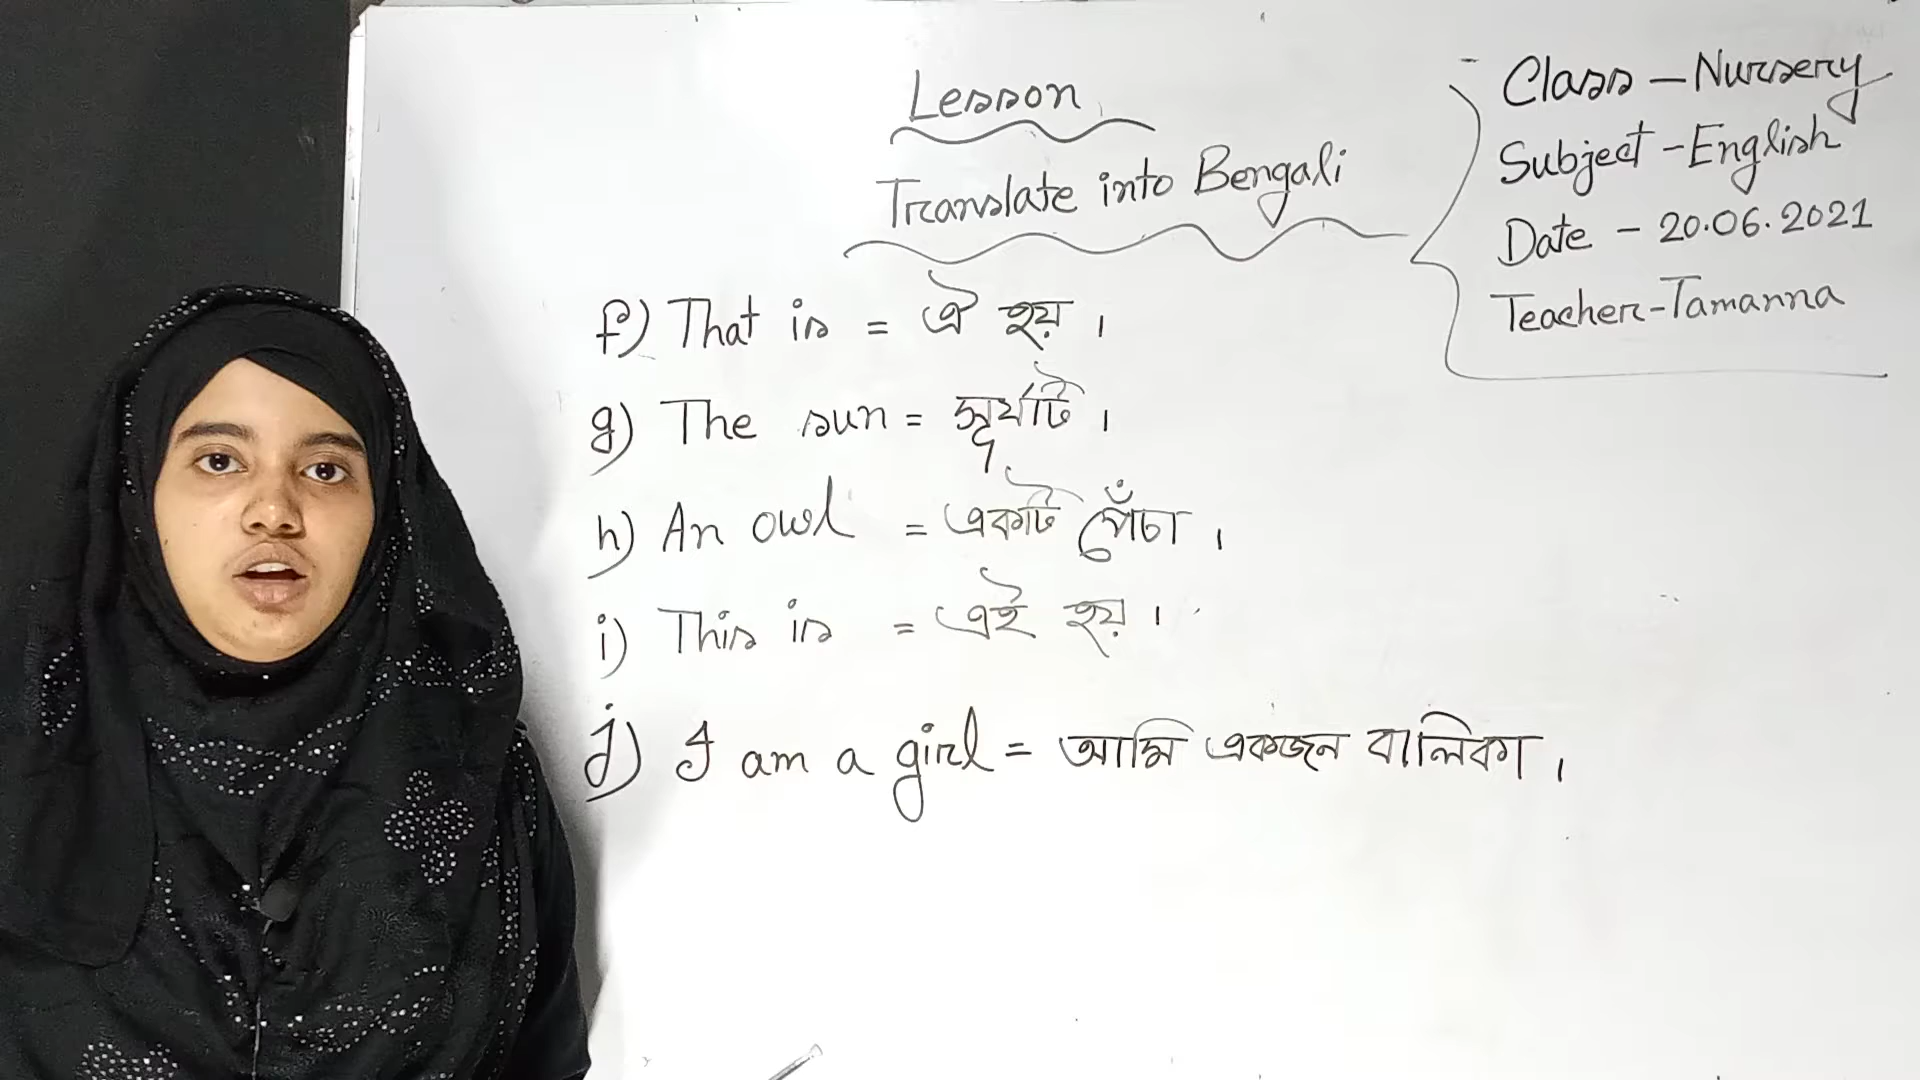 Lesson
Translate into Bengali
Class – Nursery
Subject - English
Date - 20.06.2021
Teacher-Tamanna
f) That is = ঐ হয়।
g) The sun = সূর্যটি।
h) An owl = একটি পেঁচা।
i) This is = এই হয়।
j) I am a girl = আমি একজন বালিকা।